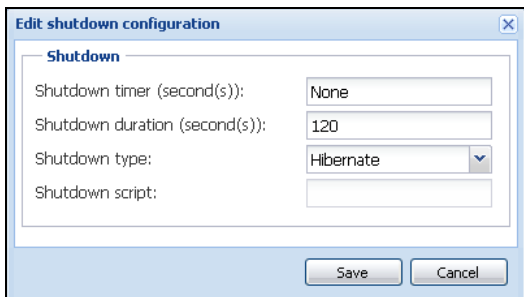 Edit shutdown configuration
Shutdown
Shutdown timer (second(s)): None
Shutdown duration (second(s)): 120
Shutdown type: Hibernate
Shutdown script:
Save Cancel